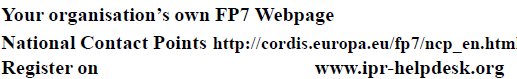 Your organisation’s own FP7 Webpage
National Contact Points http://cordis.europa.eu/fp7/ncp_en.html
Register on www.ipr-helpdesk.org